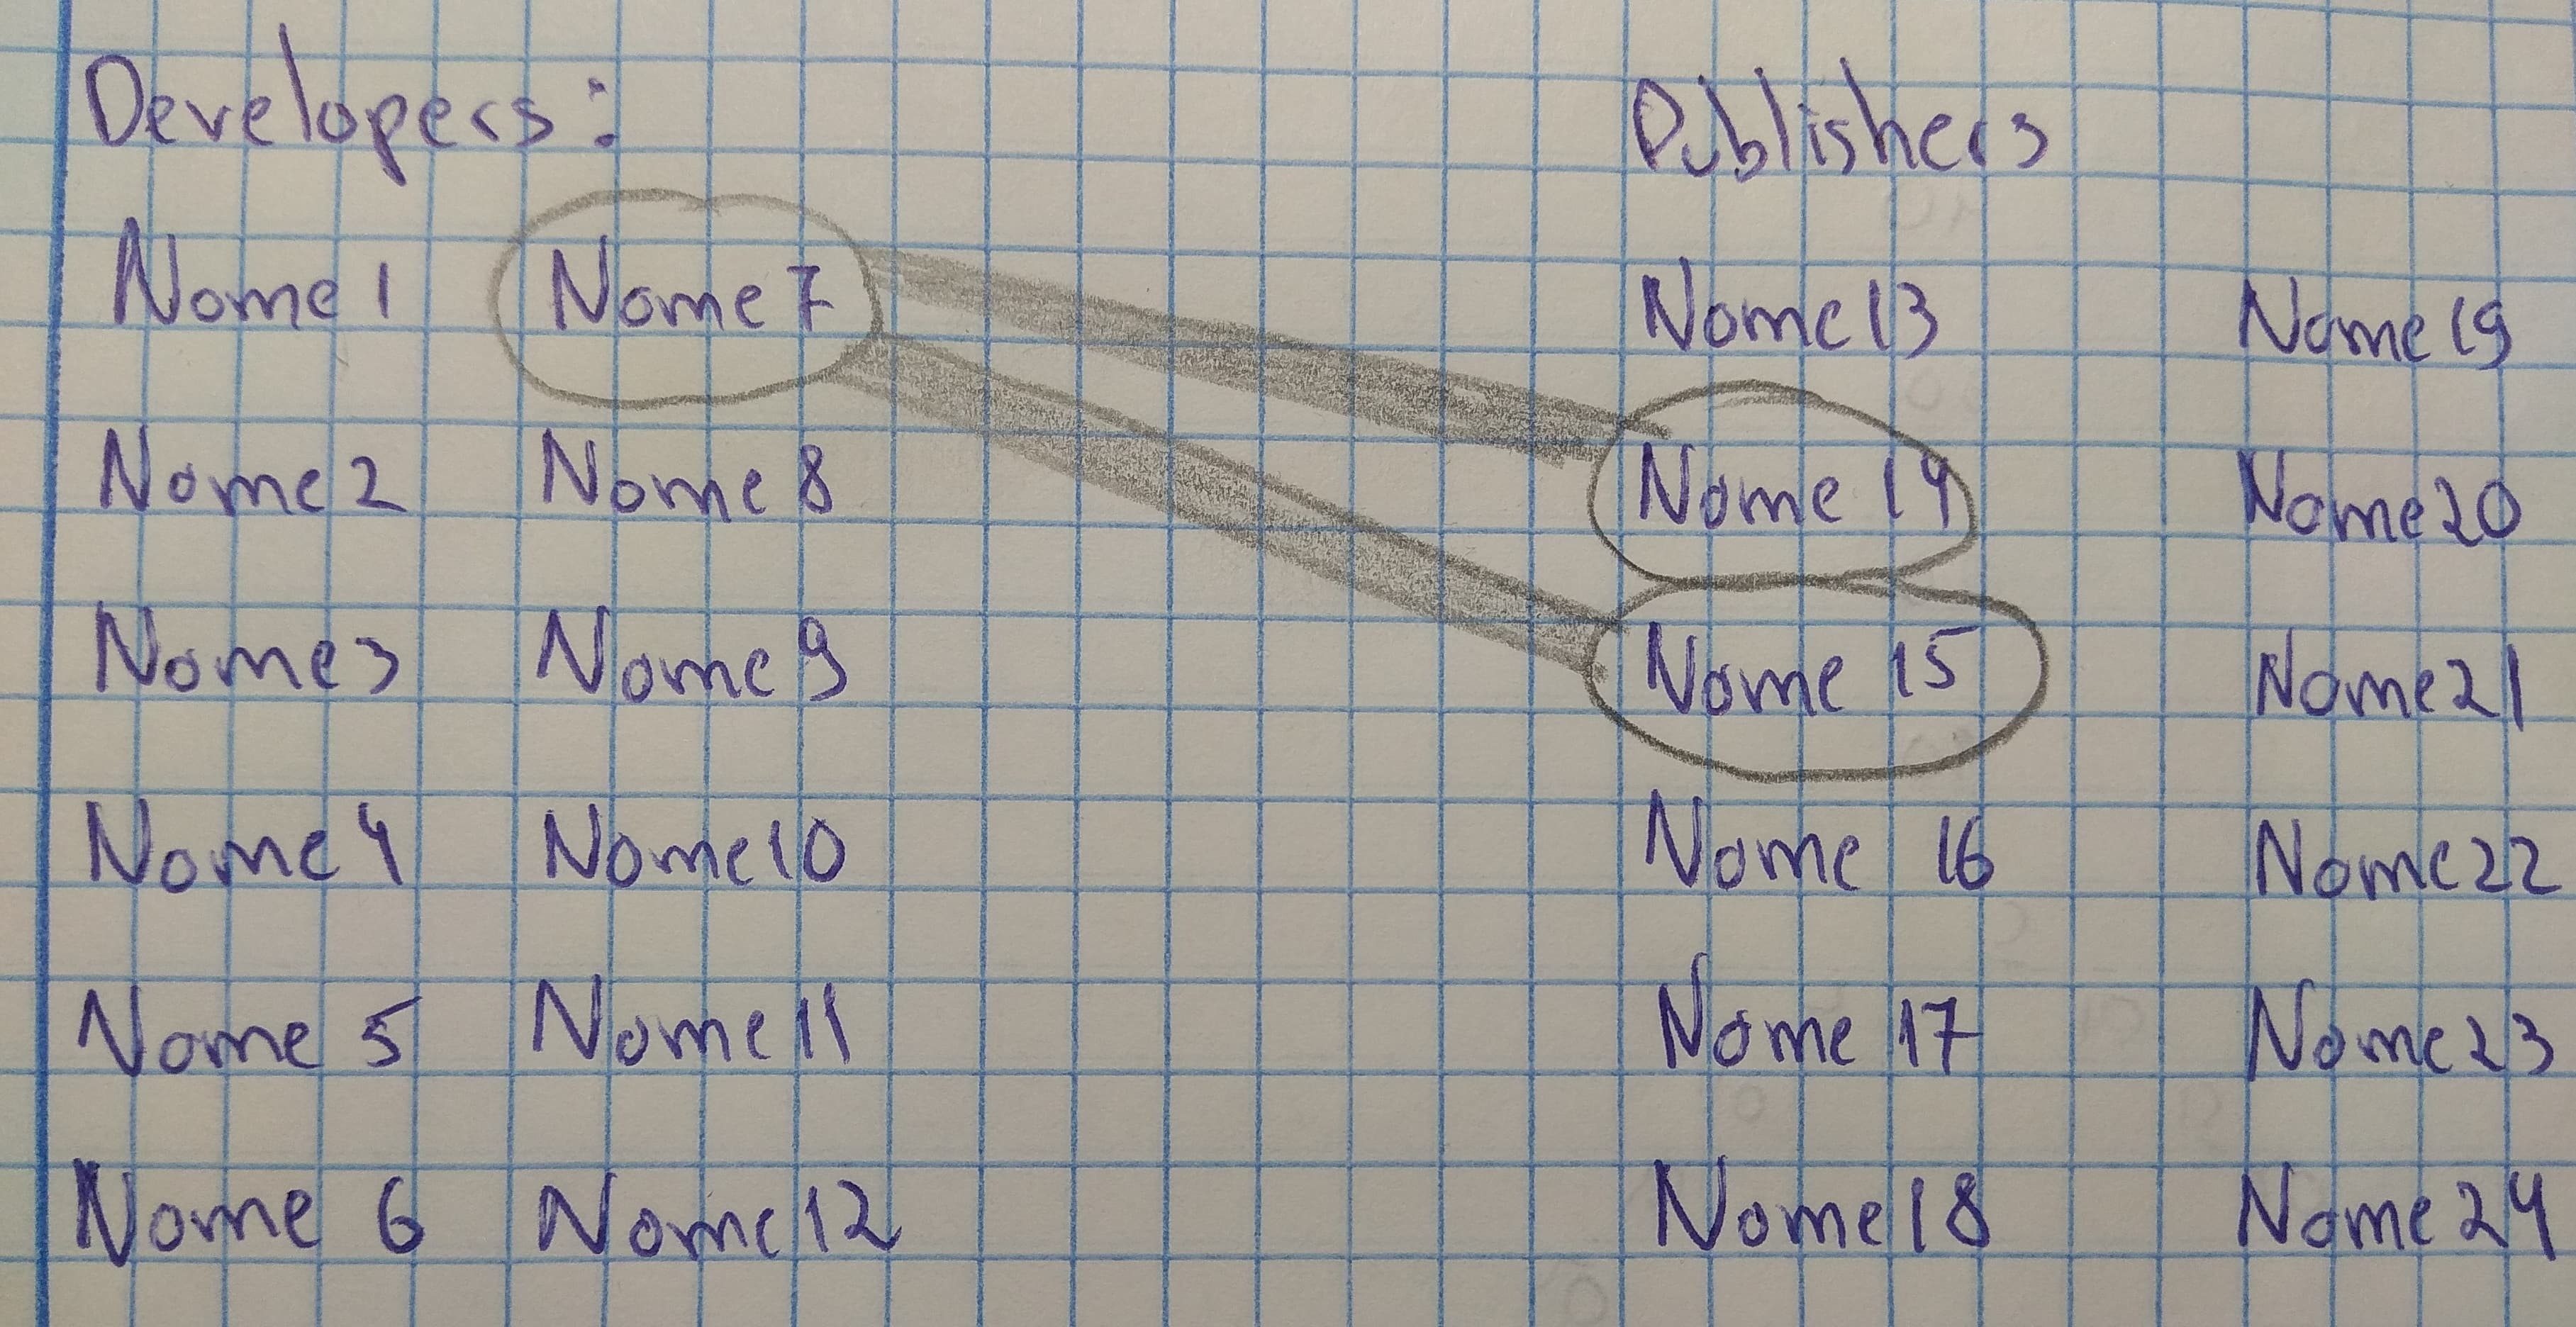 Developers: Publishers
Nome 1 Nome 7 Nome 13 Nome 19
Nome 2 Nome 8 Nome 14 Nome 20
Nome 3 Nome 9 Nome 15 Nome 21
Nome 4 Nome 10 Nome 16 Nome 22
Nome 5 Nome 11 Nome 17 Nome 23
Nome 6 Nome 12 Nome 18 Nome 24